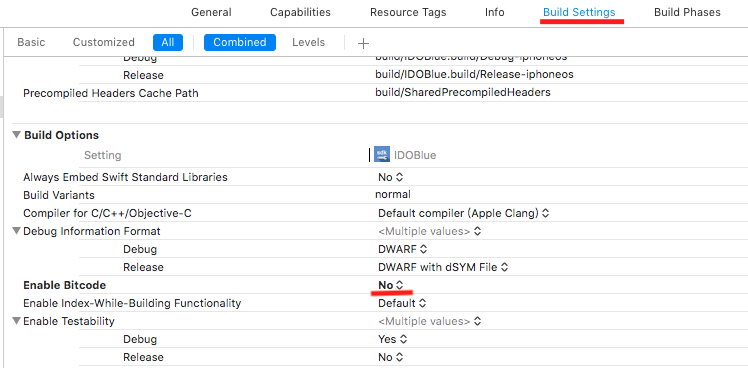 General Capabilities Resource Tags Info Build Settings Build Phases
Basic Customized All Combined Levels +
Debug build/IDOBlue.build/Debug-iphoneos
Release build/IDOBlue.build/Release-iphoneos
Precompiled Headers Cache Path build/SharedPrecompiledHeaders
Build Options
Setting sdk IDOBlue
Always Embed Swift Standard Libraries No
Build Variants normal
Compiler for C/C++/Objective-C Default compiler (Apple Clang)
Debug Information Format <Multiple values>
Debug DWARF
Release DWARF with dSYM File
Enable Bitcode No
Enable Index-While-Building Functionality Default
Enable Testability <Multiple values>
Debug Yes
Release No